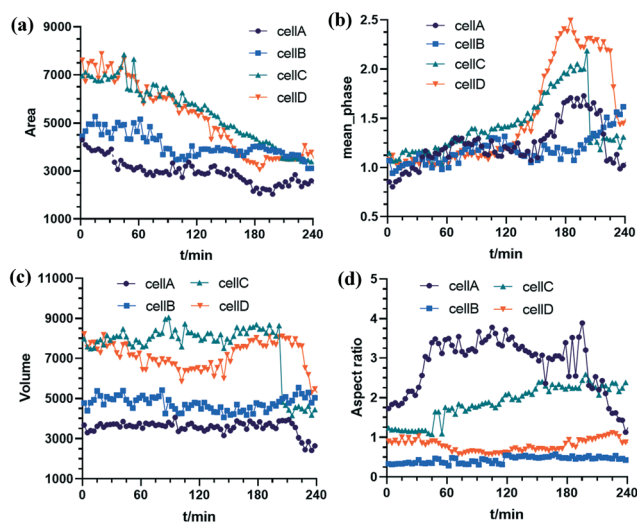 (a)
9000
7000
5000
3000
1000
Area
0 60 120 180 240
t/min
cellA
cellB
cellC
cellD
(b)
2.5
2.0
1.5
1.0
0.5
mean_phase
0 60 120 180 240
t/min
cellA
cellB
cellC
cellD
(c)
11000
9000
7000
5000
3000
1000
Volume
0 60 120 180 240
t/min
cellA cellC
cellB cellD
(d)
5
4
3
2
1
0
Aspect ratio
0 60 120 180 240
t/min
cellA cellC
cellB cellD